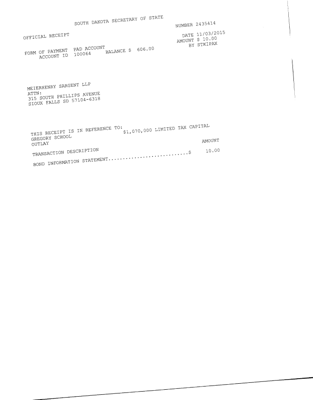 SOUTH DAKOTA SECRETARY OF STATE
OFFICIAL RECEIPT
NUMBER 2435414
DATE 11/03/2015
FORM OF PAYMENT PAD ACCOUNT
AMOUNT $ 10.00
ACCOUNT ID 1000AA BALANCE $ 606.00
BY
MEIERHENRY SARGENT LLP
ATTN:
315 SOUTH PHILLIPS AVENUE
SIOUX FALLS SD 57104-6318
THIS RECEIPT IS IN REFERENCE TO:
GREGORY SCHOOL $1,070,000 LIMITED TAX CAPITAL
OUTLAY
TRANSACTION DESCRIPTION AMOUNT
BOND INFORMATION STATEMENT..........................$ 10.00